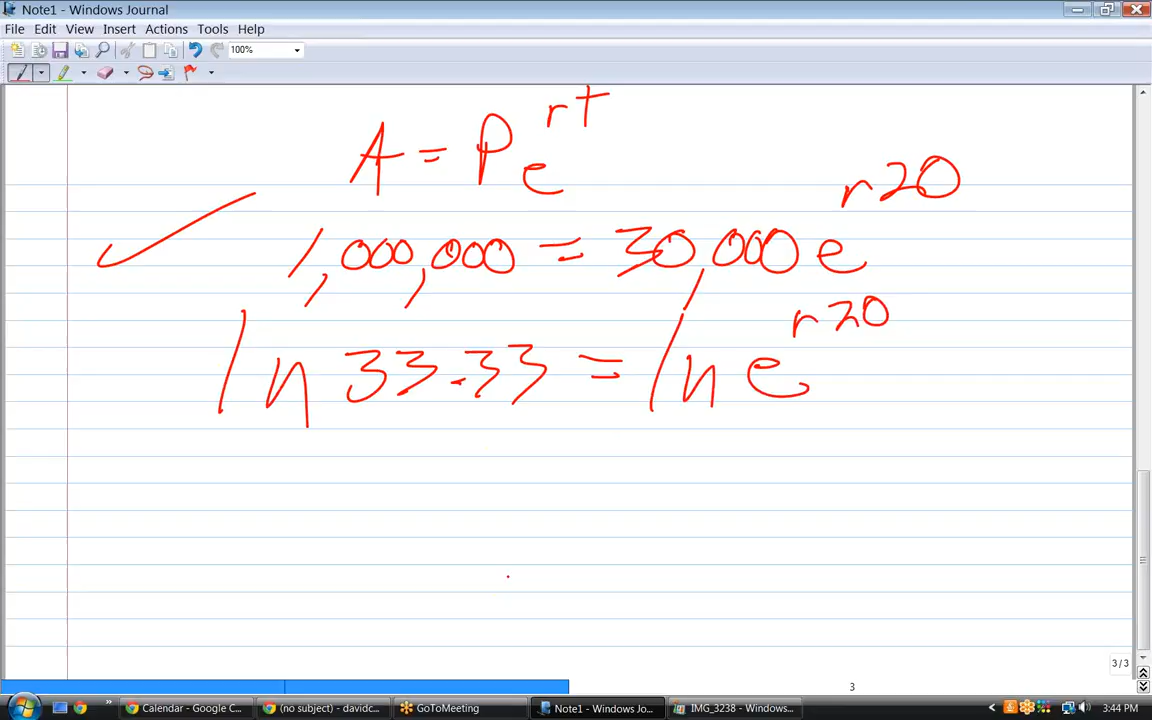 Note1 - Windows Journal
File Edit View Insert Actions Tools Help
100%
A = Pe^rt
1,000,000 = 30,000 e^r20
ln 33.33 = ln e^r20
3/3
3
Calendar - Google C... (no subject) - davidc... GoToMeeting Note1 - Windows Jo... IMG_3238 - Windows... 3:44 PM